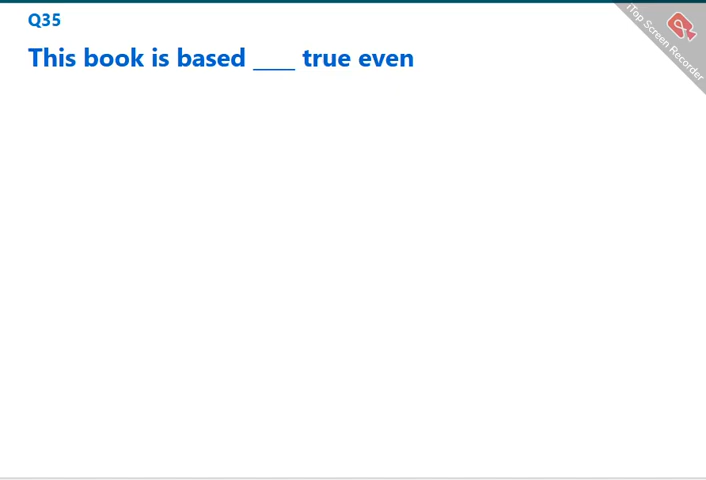 Q35
This book is based ____ true even
iTop Screen Recorder